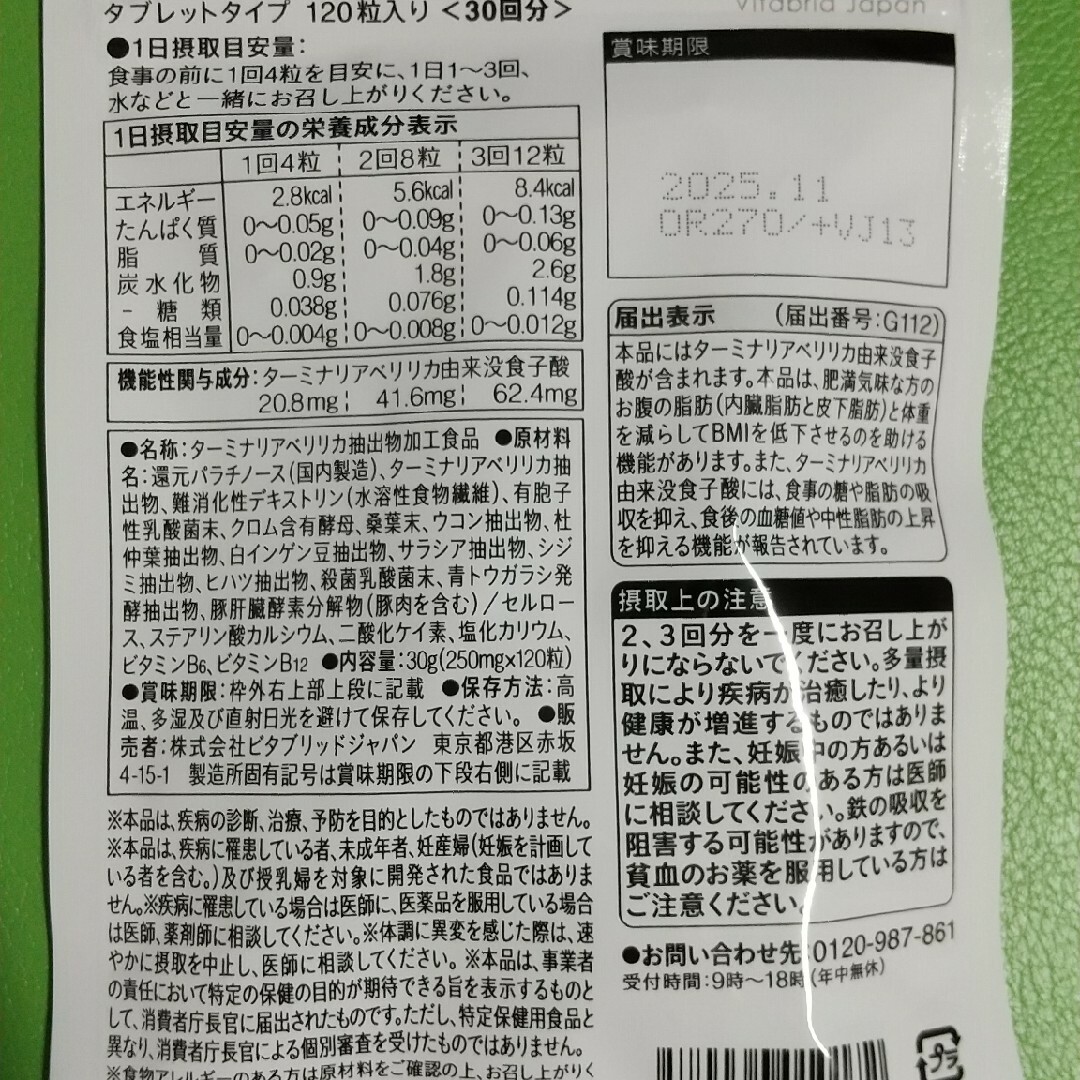 タブレットタイプ 120粒入り <30回分>
●1日摂取目安量:
食事の前に1回4粒を目安に、1日1〜3回、
水などと一緒にお召し上がりください。
1日摂取目安量の栄養成分表示
1回4粒 2回8粒 3回12粒
エネルギー 2.8kcal 5.6kcal 8.4kcal
たんぱく質 0〜0.05g 0〜0.09g 0〜0.13g
脂質 0〜0.02g 0〜0.04g 0〜0.06g
炭水化物 0.9g 1.8g 2.6g
- 糖類 0.038g 0.076g 0.114g
食塩相当量 0〜0.004g 0〜0.008g 0〜0.012g
機能性関与成分:ターミナリアベリリカ由来没食子酸
20.8mg 41.6mg 62.4mg
●名称:ターミナリアベリリカ抽出物加工食品 ●原材料
名:還元パラチノース(国内製造)、ターミナリアベリリカ抽
出物、難消化性デキストリン(水溶性食物繊維)、有胞子
性乳酸菌末、クロム含有酵母、桑葉末、ウコン抽出物、杜
仲葉抽出物、白インゲン豆抽出物、サラシア抽出物、シジ
ミ抽出物、ヒハツ抽出物、殺菌乳酸菌末、青トウガラシ発
酵抽出物、豚肝臓酵素分解物(豚肉を含む)/セルロー
ス、ステアリン酸カルシウム、二酸化ケイ素、塩化カリウム、
ビタミンB6、ビタミンB12 ●内容量:30g(250mg×120粒)
●賞味期限:枠外右上部上段に記載 ●保存方法:高
温、多湿及び直射日光を避けて保存してください。 ●販
売者:株式会社ビタブリッドジャパン 東京都港区赤坂
4-15-1 製造所固有記号は賞味期限の下段右側に記載
※本品は、疾病の診断、治療、予防を目的としたものではありません。
※本品は、疾病に罹患している者、未成年者、妊産婦(妊娠を計画して
いる者を含む。)及び授乳婦を対象に開発された食品ではありま
せん。※疾病に罹患している場合は医師に、医薬品を服用している場合
は医師、薬剤師に相談してください。※体調に異変を感じた際は、速
やかに摂取を中止し、医師に相談してください。 ※本品は、事業者
の責任において特定の保健の目的が期待できる旨を表示するものと
して、消費者庁長官に届出されたものです。ただし、特定保健用食品と
異なり、消費者庁長官による個別審査を受けたものではありません。
※食物アレルギーのある方は原材料をご確認の上、お召し上がりく
Vitabrid Japan
賞味期限
2025.11
OR270/+VJ13
届出表示 (届出番号:G112)
本品にはターミナリアベリリカ由来没食子
酸が含まれます。本品は、肥満気味な方の
お腹の脂肪(内臓脂肪と皮下脂肪)と体重
を減らしてBMIを低下させるのを助ける
機能があります。また、ターミナリアベリリカ
由来没食子酸には、食事の糖や脂肪の吸
収を抑え、食後の血糖値や中性脂肪の上昇
を抑える機能が報告されています。
摂取上の注意
2、3回分を一度にお召し上が
りにならないでください。多量摂
取により疾病が治癒したり、より
健康が増進するものではありま
せん。また、妊娠中の方あるいは
妊娠の可能性のある方は医師
に相談してください。鉄の吸収を
阻害する可能性がありますので、
貧血のお薬を服用している方は
ご注意ください。
●お問い合わせ先:0120-987-861
受付時間:9時〜18時(年中無休)
プラ